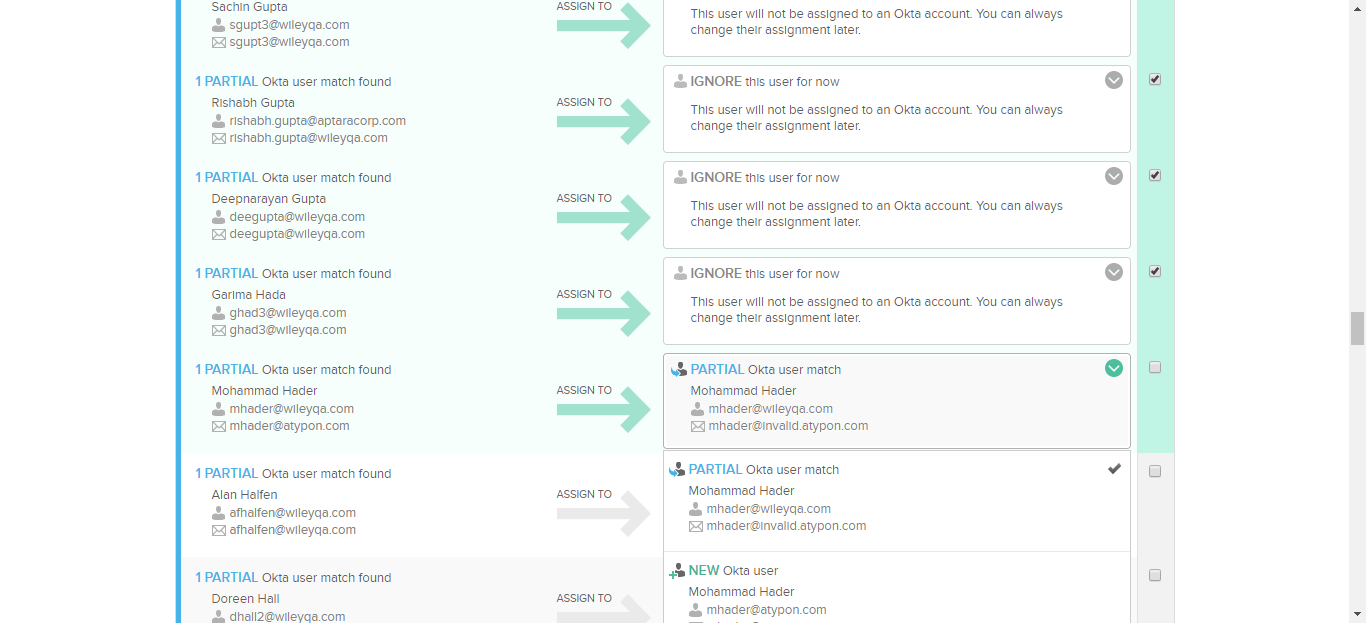 Sachin Gupta
sgupt3@wileyqa.com
sgupt3@wileyqa.com
ASSIGN TO
This user will not be assigned to an Okta account. You can always
change their assignment later.
1 PARTIAL Okta user match found
Rishabh Gupta
rishabh.gupta@aptaracorp.com
rishabh.gupta@wileyqa.com
ASSIGN TO
IGNORE this user for now
This user will not be assigned to an Okta account. You can always
change their assignment later.
1 PARTIAL Okta user match found
Deepnarayan Gupta
deegupta@wileyqa.com
deegupta@wileyqa.com
ASSIGN TO
IGNORE this user for now
This user will not be assigned to an Okta account. You can always
change their assignment later.
1 PARTIAL Okta user match found
Garima Hada
ghad3@wileyqa.com
ghad3@wileyqa.com
ASSIGN TO
IGNORE this user for now
This user will not be assigned to an Okta account. You can always
change their assignment later.
1 PARTIAL Okta user match found
Mohammad Hader
mhader@wileyqa.com
mhader@atypon.com
ASSIGN TO
PARTIAL Okta user match
Mohammad Hader
mhader@wileyqa.com
mhader@invalid.atypon.com
1 PARTIAL Okta user match found
Alan Halfen
afhalfen@wileyqa.com
afhalfen@wileyqa.com
ASSIGN TO
PARTIAL Okta user match
Mohammad Hader
mhader@wileyqa.com
mhader@invalid.atypon.com
1 PARTIAL Okta user match found
Doreen Hall
dhall2@wileyqa.com
ASSIGN TO
NEW Okta user
Mohammad Hader
mhader@atypon.com